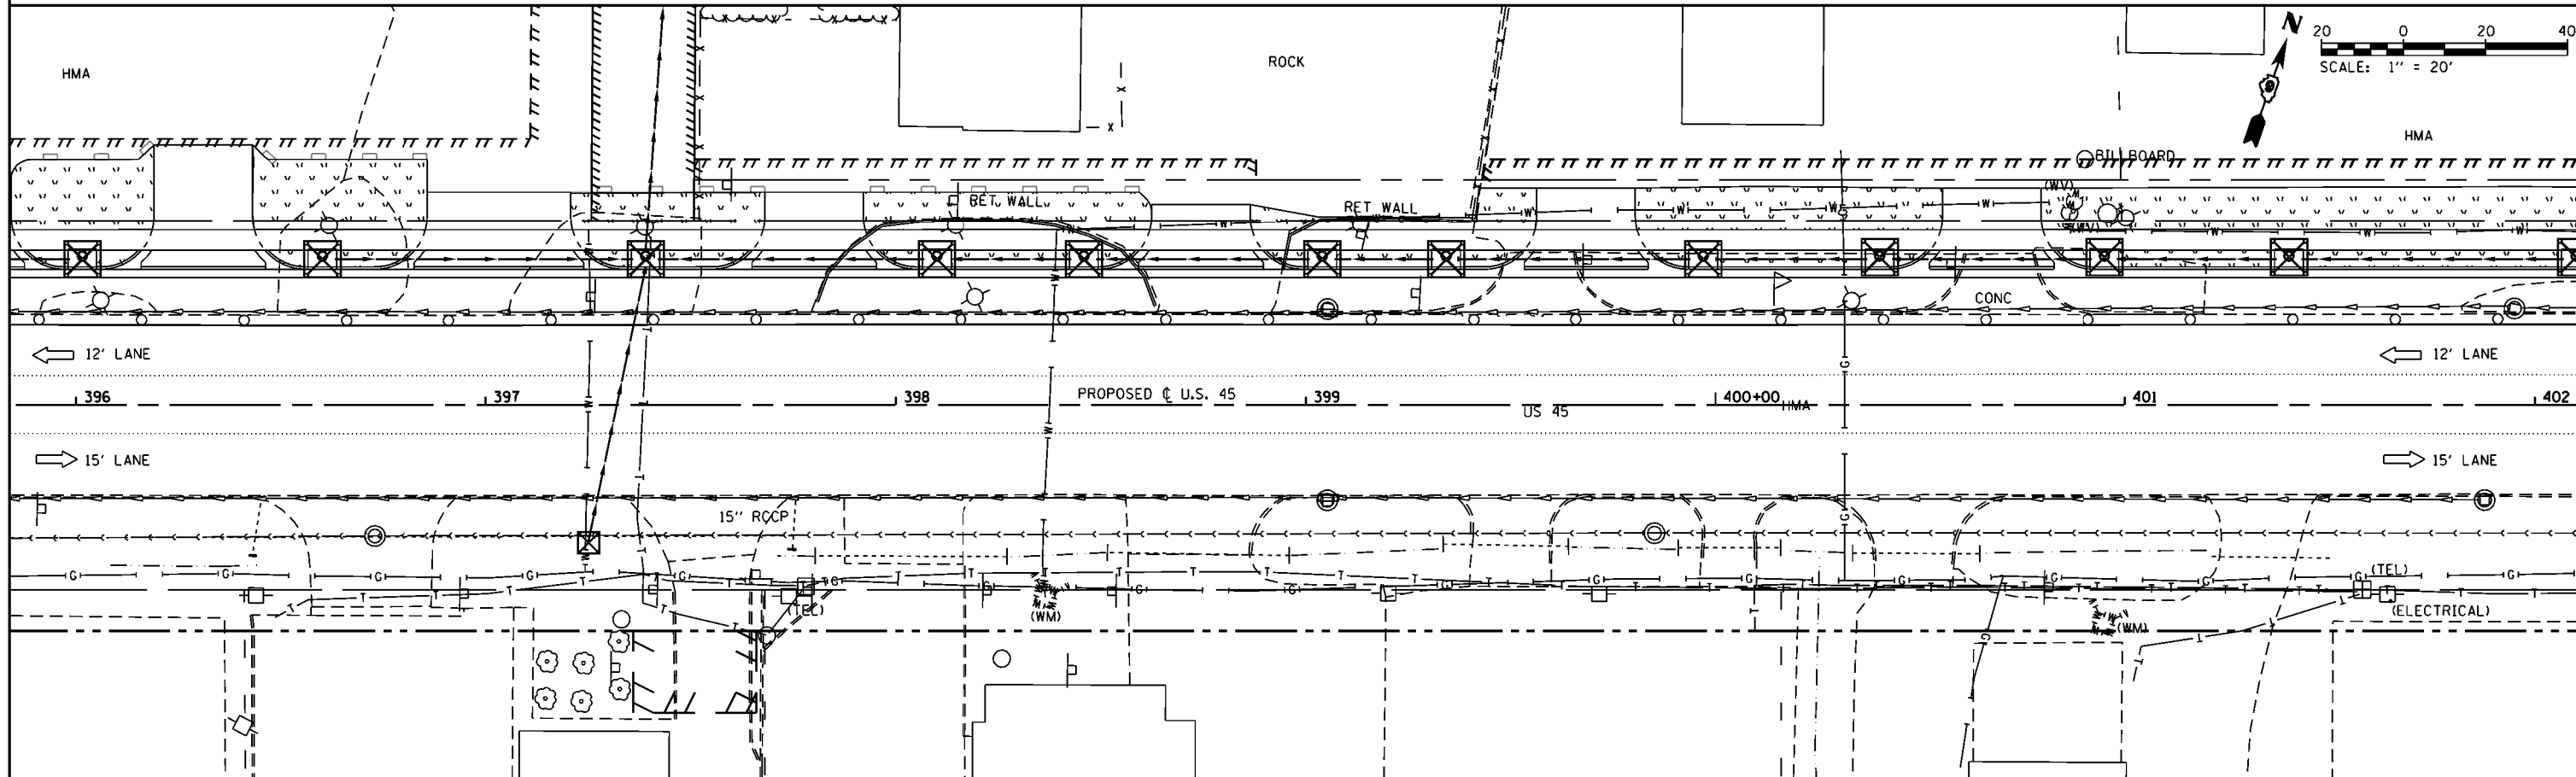 N
20 0 20 40
SCALE: 1" = 20'
HMA
ROCK
HMA
BILLBOARD
(WV)
RET. WALL
RET WALL
(WV)
CONC
12' LANE
12' LANE
396
397
398
PROPOSED ℄ U.S. 45
399
US 45
400+00
HMA
401
402
15' LANE
15' LANE
15" RCCP
(TEL)
(WM)
(TEL)
(ELECTRICAL)
(WM)